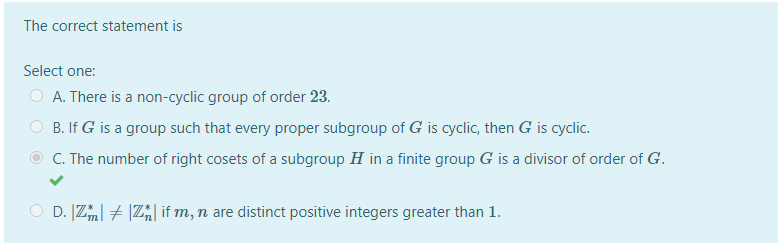 The correct statement is
Select one:
A. There is a non-cyclic group of order 23.
B. If G is a group such that every proper subgroup of G is cyclic, then G is cyclic.
C. The number of right cosets of a subgroup H in a finite group G is a divisor of order of G.
D. |ℤ*ₘ| ≠ |ℤ*ₙ| if m, n are distinct positive integers greater than 1.